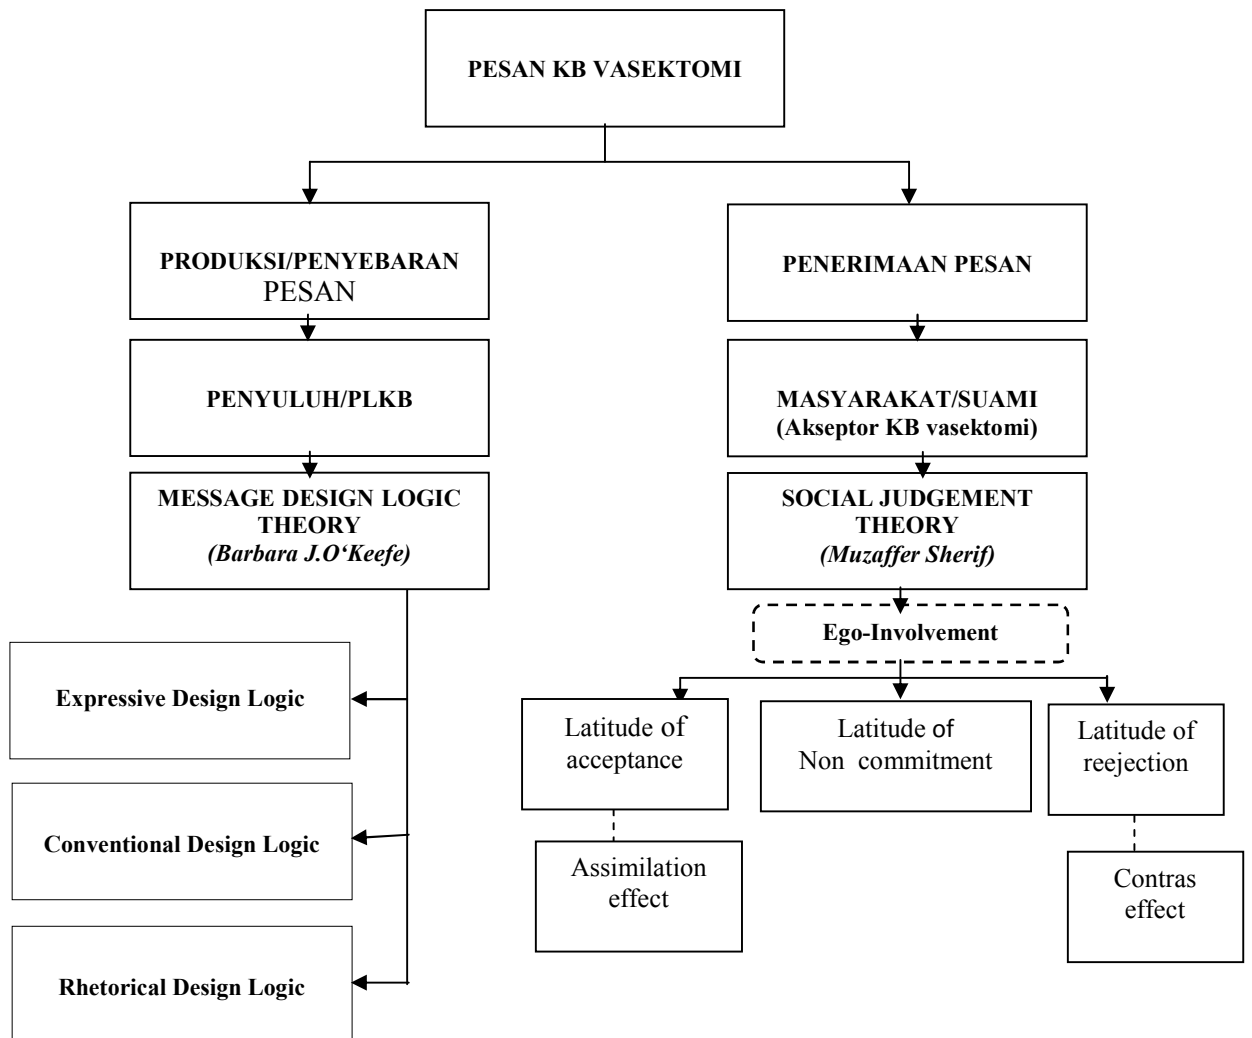 PESAN KB VASEKTOMI
PRODUKSI/PENYEBARAN
PESAN
PENYULUH/PLKB
MESSAGE DESIGN LOGIC
THEORY
(Barbara J.O‘Keefe)
Expressive Design Logic
Conventional Design Logic
Rhetorical Design Logic
PENERIMAAN PESAN
MASYARAKAT/SUAMI
(Akseptor KB vasektomi)
SOCIAL JUDGEMENT
THEORY
(Muzaffer Sherif)
Ego-Involvement
Latitude of
acceptance
Latitude of
Non commitment
Latitude of
reejection
Assimilation
effect
Contras
effect